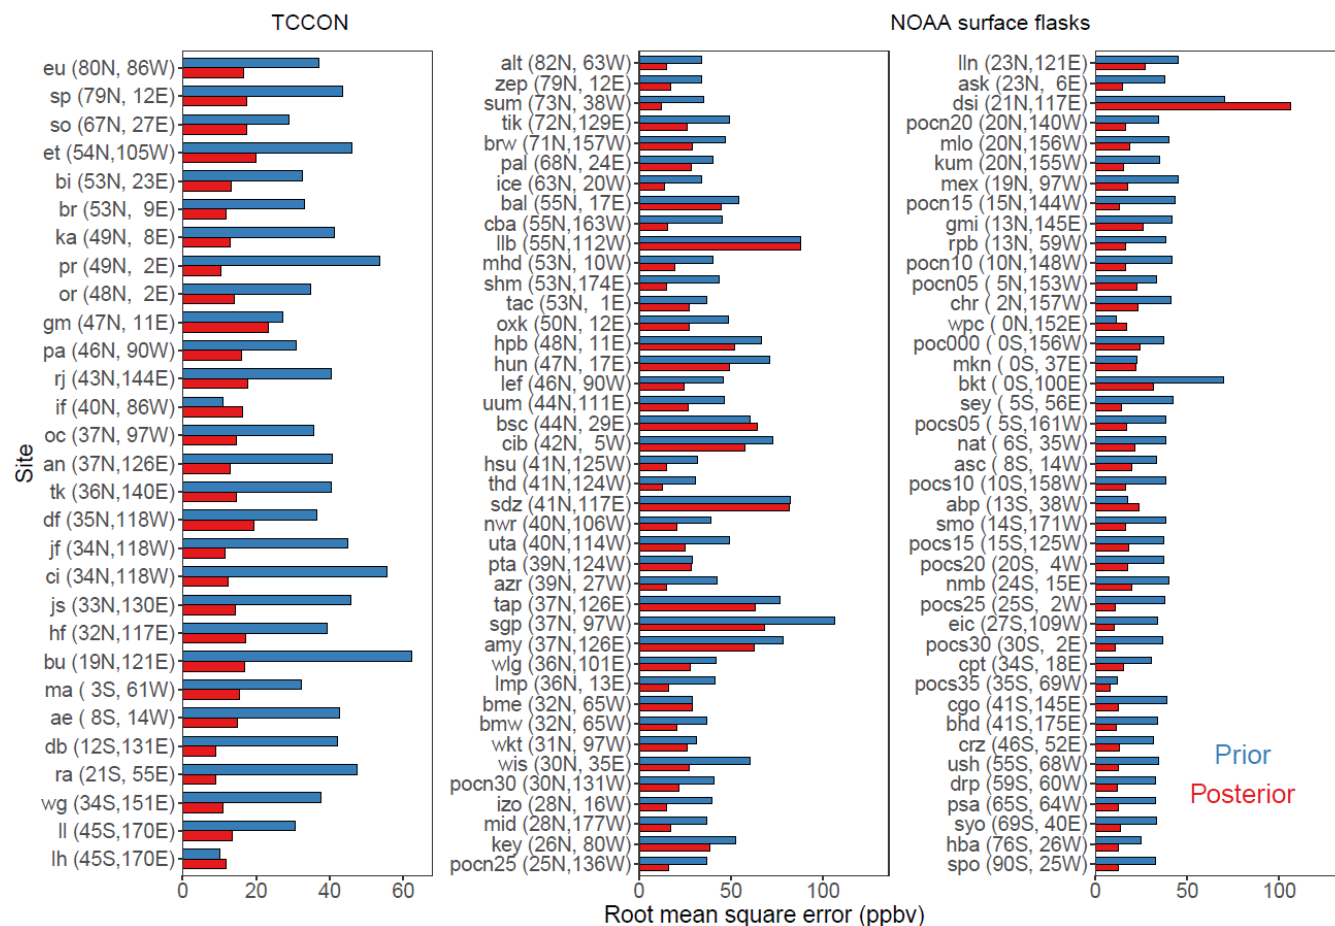 TCCON
NOAA surface flasks
Site
eu (80N, 86W)
sp (79N, 12E)
so (67N, 27E)
et (54N,105W)
bi (53N, 23E)
br (53N, 9E)
ka (49N, 8E)
pr (49N, 2E)
or (48N, 2E)
gm (47N, 11E)
pa (46N, 90W)
rj (43N,144E)
if (40N, 86W)
oc (37N, 97W)
an (37N,126E)
tk (36N,140E)
df (35N,118W)
jf (34N,118W)
ci (34N,118W)
js (33N,130E)
hf (32N,117E)
bu (19N,121E)
ma ( 3S, 61W)
ae ( 8S, 14W)
db (12S,131E)
ra (21S, 55E)
wg (34S,151E)
ll (45S,170E)
lh (45S,170E)
0 20 40 60
alt (82N, 63W)
zep (79N, 12E)
sum (73N, 38W)
tik (72N,129E)
brw (71N,157W)
pal (68N, 24E)
ice (63N, 20W)
bal (55N, 17E)
cba (55N,163W)
llb (55N,112W)
mhd (53N, 10W)
shm (53N,174E)
tac (53N, 1E)
oxk (50N, 12E)
hpb (48N, 11E)
hun (47N, 17E)
lef (46N, 90W)
uum (44N,111E)
bsc (44N, 29E)
cib (42N, 5W)
hsu (41N,125W)
thd (41N,124W)
sdz (41N,117E)
nwr (40N,106W)
uta (40N,114W)
pta (39N,124W)
azr (39N, 27W)
tap (37N,126E)
sgp (37N, 97W)
amy (37N,126E)
wlg (36N,101E)
lmp (36N, 13E)
bme (32N, 65W)
bmw (32N, 65W)
wkt (31N, 97W)
wis (30N, 35E)
pocn30 (30N,131W)
izo (28N, 16W)
mid (28N,177W)
key (26N, 80W)
pocn25 (25N,136W)
0 50 100
lln (23N,121E)
ask (23N, 6E)
dsi (21N,117E)
pocn20 (20N,140W)
mlo (20N,156W)
kum (20N,155W)
mex (19N, 97W)
pocn15 (15N,144W)
gmi (13N,145E)
rpb (13N, 59W)
pocn10 (10N,148W)
pocn05 ( 5N,153W)
chr ( 2N,157W)
wpc ( 0N,152E)
poc000 ( 0S,156W)
mkn ( 0S, 37E)
bkt ( 0S,100E)
sey ( 5S, 56E)
pocs05 ( 5S,161W)
nat ( 6S, 35W)
asc ( 8S, 14W)
pocs10 (10S,158W)
abp (13S, 38W)
smo (14S,171W)
pocs15 (15S,125W)
pocs20 (20S, 4W)
nmb (24S, 15E)
pocs25 (25S, 2W)
eic (27S,109W)
pocs30 (30S, 2E)
cpt (34S, 18E)
pocs35 (35S, 69W)
cgo (41S,145E)
bhd (41S,175E)
crz (46S, 52E)
ush (55S, 68W)
drp (59S, 60W)
psa (65S, 64W)
syo (69S, 40E)
hba (76S, 26W)
spo (90S, 25W)
0 50 100
Prior
Posterior
Root mean square error (ppbv)